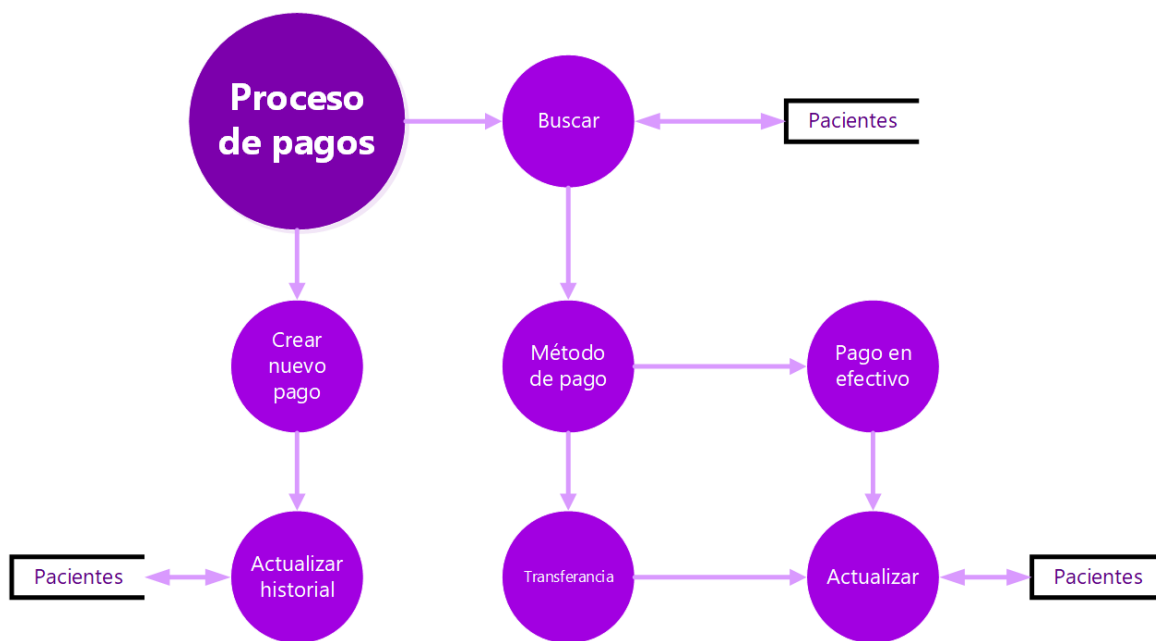 Proceso
de pagos
Buscar
Pacientes
Crear
nuevo
pago
Método
de pago
Pago en
efectivo
Pacientes
Actualizar
historial
Transferancia
Actualizar
Pacientes